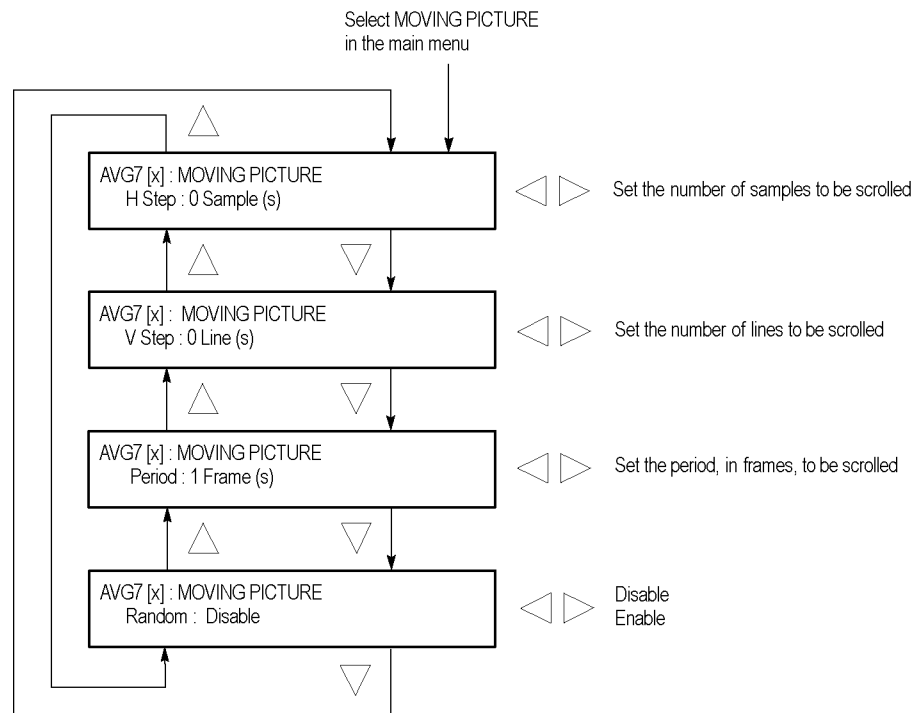 Select MOVING PICTURE
in the main menu
AVG7 [x] : MOVING PICTURE
H Step : 0 Sample (s)
Set the number of samples to be scrolled
AVG7 [x] : MOVING PICTURE
V Step : 0 Line (s)
Set the number of lines to be scrolled
AVG7 [x] : MOVING PICTURE
Period : 1 Frame (s)
Set the period, in frames, to be scrolled
AVG7 [x] : MOVING PICTURE
Random : Disable
Disable
Enable